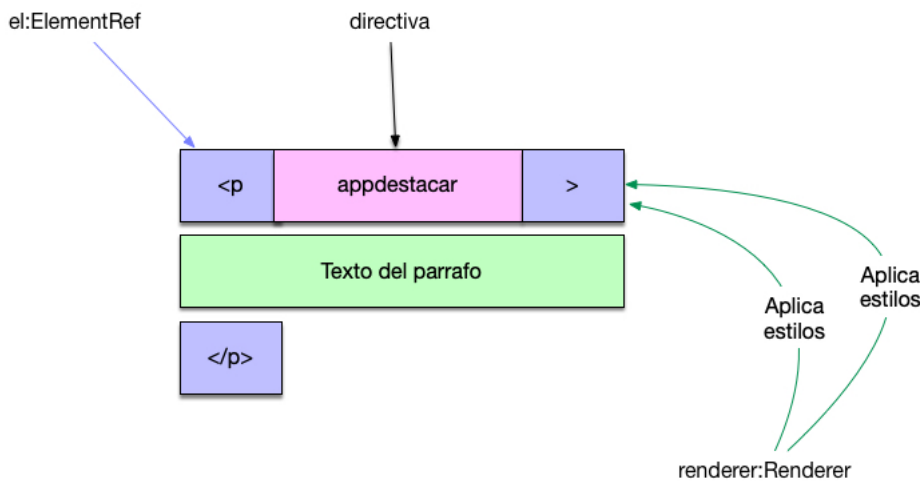 el:ElementRef
directiva
<p
appdestacar
>
Texto del parrafo
Aplica
estilos
Aplica
estilos
</p>
renderer:Renderer